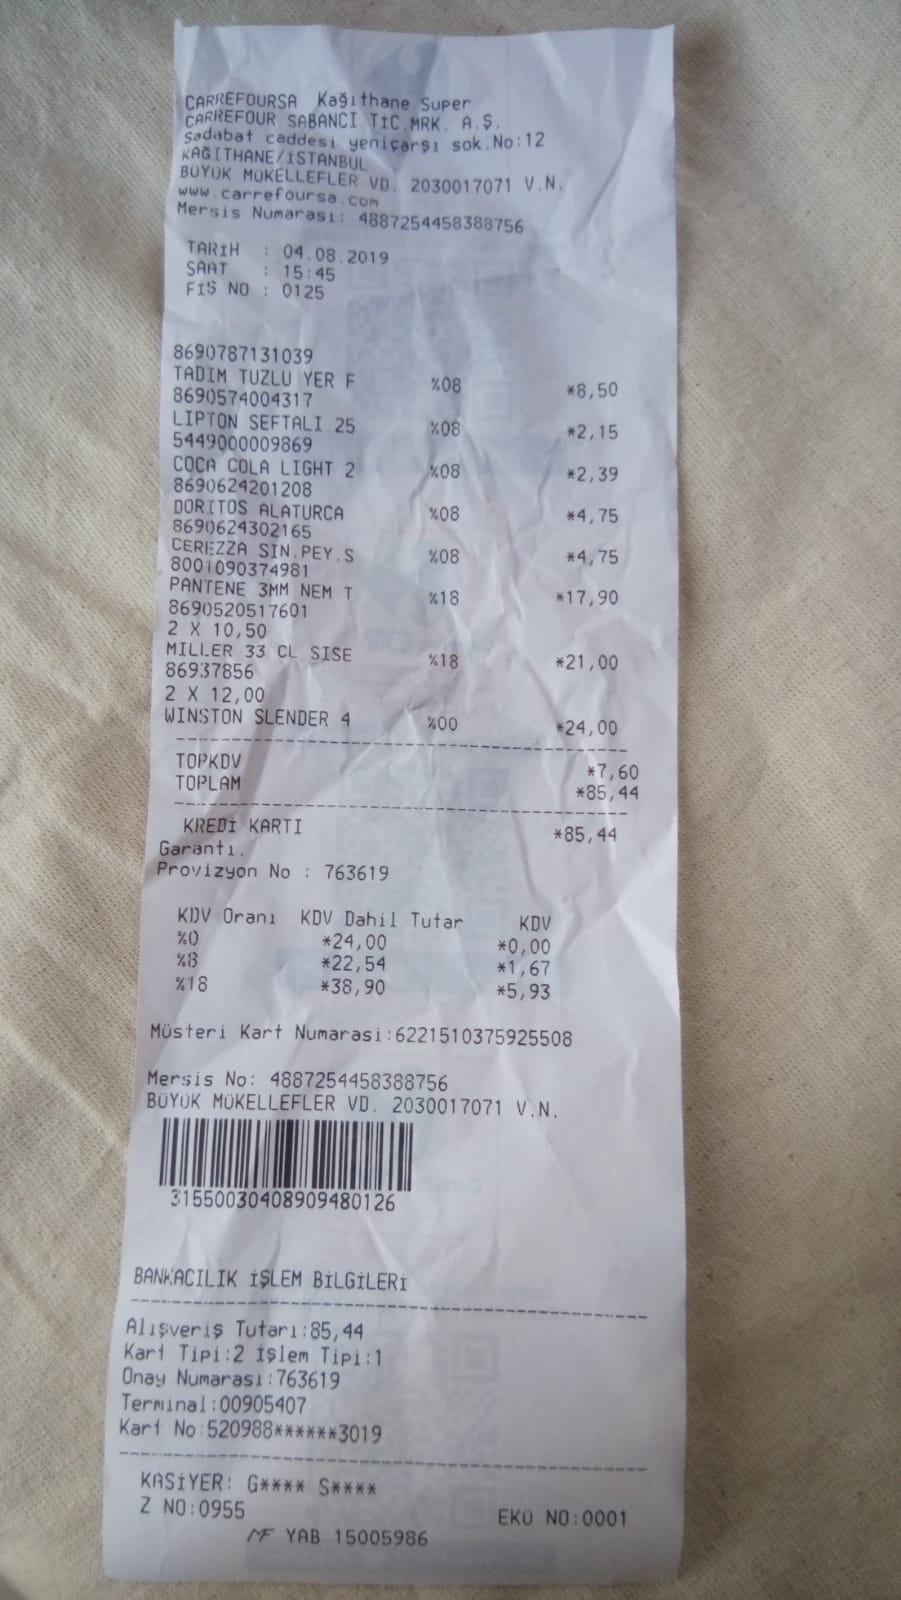 CARREFOURSA Kağıthane Super
CARREFOUR SABANCI TİC.MRK. A.Ş.
Sadabat caddesi yeniçarşı sok.No:12
KAĞITHANE/İSTANBUL
BÜYÜK MÜKELLEFLER VD. 2030017071 V.N.
www.carrefoursa.com
Mersis Numarası: 4887254458388756
TARİH : 04.08.2019
SAAT : 15:45
FİŞ NO : 0125
8690787131039
TADIM TUZLU YER F %08 *8,50
8690574004317
LIPTON SEFTALI 25 %08 *2,15
5449000009869
COCA COLA LIGHT 2 %08 *2,39
8690624201208
DORITOS ALATURCA %08 *4,75
8690624302165
CEREZZA SIN.PEY.S %08 *4,75
8001090374981
PANTENE 3MM NEM T %18 *17,90
8690520517601
2 X 10,50
MILLER 33 CL SISE %18 *21,00
86937856
2 X 12,00
WINSTON SLENDER 4 %00 *24,00
TOPKDV *7,60
TOPLAM *85,44
KREDİ KARTI *85,44
Garantı.
Provizyon No : 763619
KDV Oranı KDV Dahil Tutar KDV
%0 *24,00 *0,00
%8 *22,54 *1,67
%18 *38,90 *5,93
Müsteri Kart Numarasi:6221510375925508
Mersis No: 4887254458388756
BÜYÜK MÜKELLEFLER VD. 2030017071 V.N.
31550030408909480126
BANKACILIK İŞLEM BİLGİLERİ
Alışveriş Tutarı:85,44
Kart Tipi:2 İşlem Tipi:1
Onay Numarası:763619
Terminal:00905407
Kart No:520988******3019
KASİYER: G**** S****
Z NO:0955 EKÜ NO:0001
MF YAB 15005986